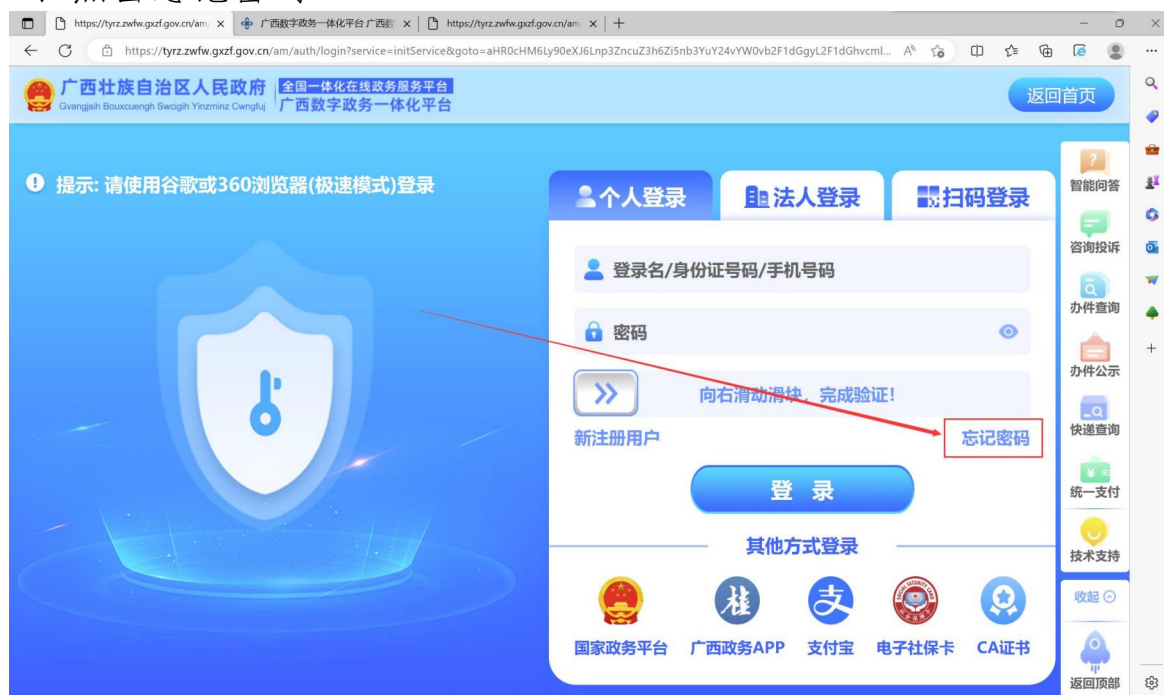 https://tyrz.zwfw.gxzf.gov.cn/am/
广西数字政务一体化平台 广西数
https://tyrz.zwfw.gxzf.gov.cn/am/
https://tyrz.zwfw.gxzf.gov.cn/am/auth/login?service=initService&goto=aHR0cHM6Ly90eXJ6Lnp3ZncuZ3h6Zi5nb3YuY24vYW0vb2F1dGgyL2F1dGhvcml...
广西壮族自治区人民政府
Gvangjsih Bouxcuengh Swcigih Yinzminz Cwngfuj
全国一体化在线政务服务平台
广西数字政务一体化平台
返回首页
提示: 请使用谷歌或360浏览器(极速模式)登录
个人登录
法人登录
扫码登录
登录名/身份证号码/手机号码
密码
向右滑动滑块，完成验证!
新注册用户
忘记密码
登 录
其他方式登录
国家政务平台
桂
广西政务APP
支
支付宝
SOCIAL SECURITY CARD
电子社保卡
CA证书
智能问答
咨询投诉
办件查询
办件公示
快递查询
统一支付
技术支持
收起
返回顶部